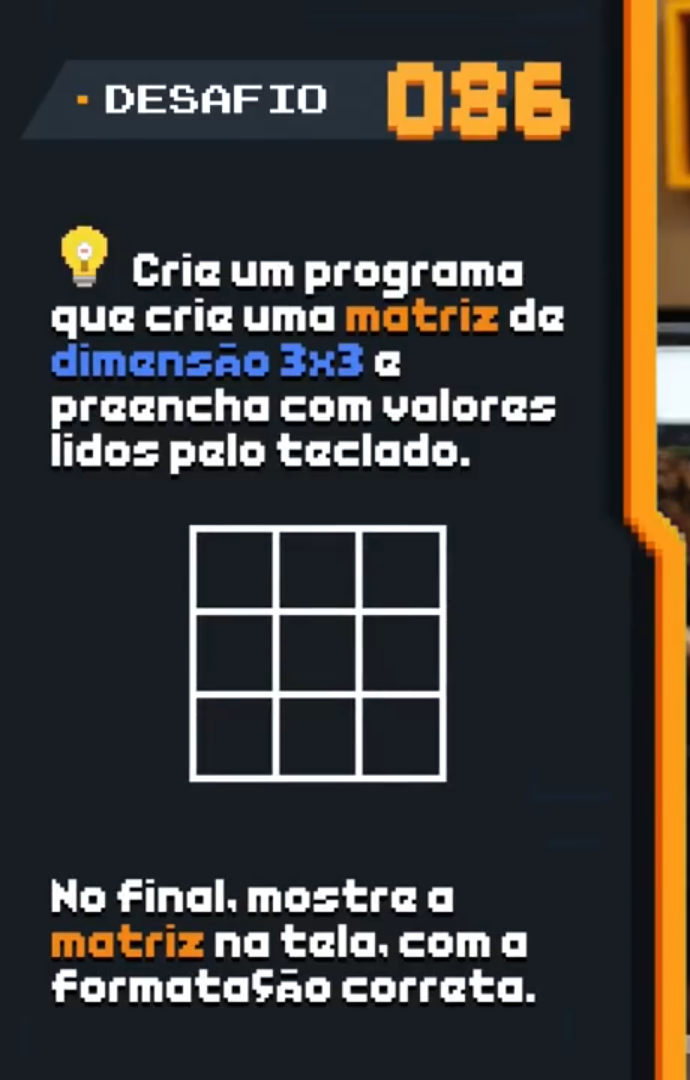 DESAFIO 086
Crie um programa
que crie uma matriz de
dimensão 3x3 e
preencha com valores
lidos pelo teclado.
No final, mostre a
matriz na tela, com a
formatação correta.